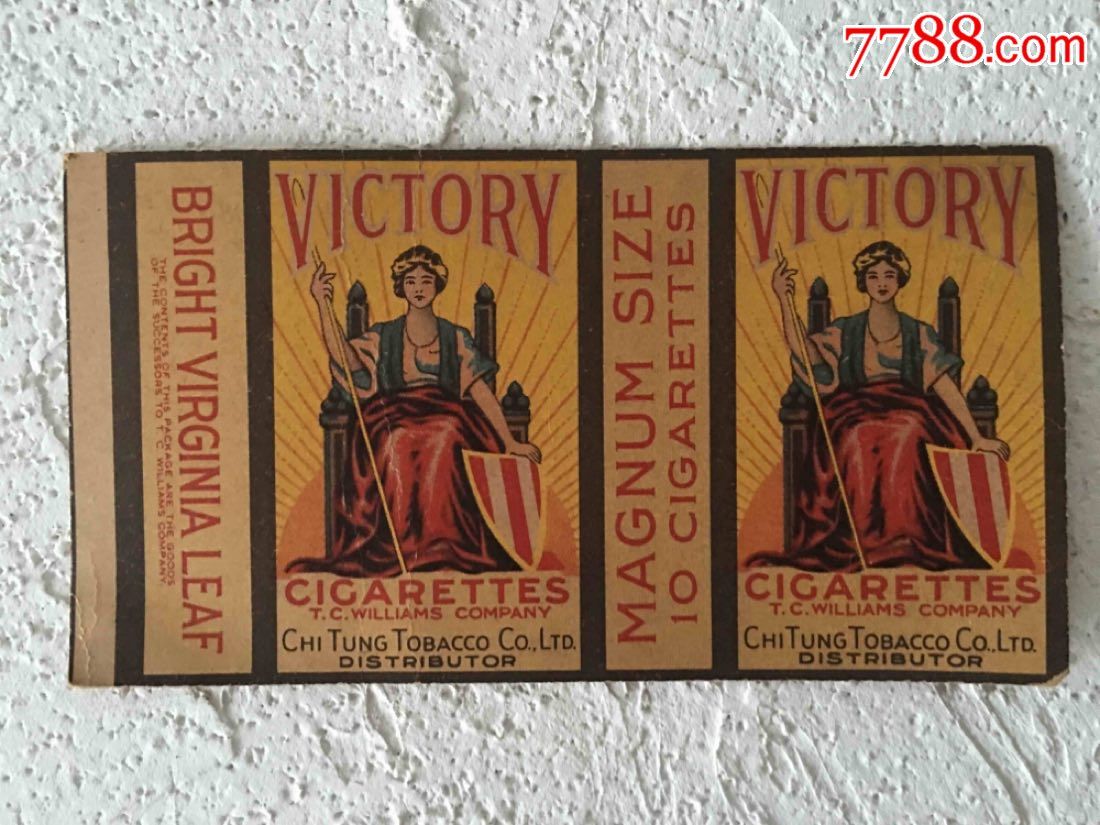 7788.com
BRIGHT VIRGINIA LEAF
THE CONTENTS OF THIS PACKAGE ARE THE GOODS
OF THE SUCCESSORS TO T. C. WILLIAMS COMPANY.
VICTORY
CIGARETTES
T.C. WILLIAMS COMPANY
CHI TUNG TOBACCO CO., LTD.
DISTRIBUTOR
MAGNUM SIZE
10 CIGARETTES
VICTORY
CIGARETTES
T.C. WILLIAMS COMPANY
CHI TUNG TOBACCO CO., LTD.
DISTRIBUTOR